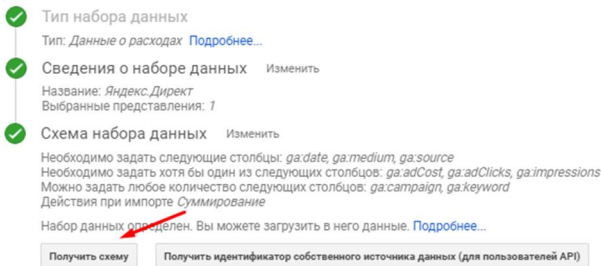 Тип набора данных
Тип: Данные о расходах Подробнее...
Сведения о наборе данных Изменить
Название: Яндекс.Директ
Выбранные представления: 1
Схема набора данных Изменить
Необходимо задать следующие столбцы: ga:date, ga:medium, ga:source
Необходимо задать хотя бы один из следующих столбцов: ga:adCost, ga:adClicks, ga:impressions
Можно задать любое количество следующих столбцов: ga:campaign, ga:keyword
Действия при импорте Суммирование
Набор данных определен. Вы можете загрузить в него данные. Подробнее...
Получить схему Получить идентификатор собственного источника данных (для пользователей API)